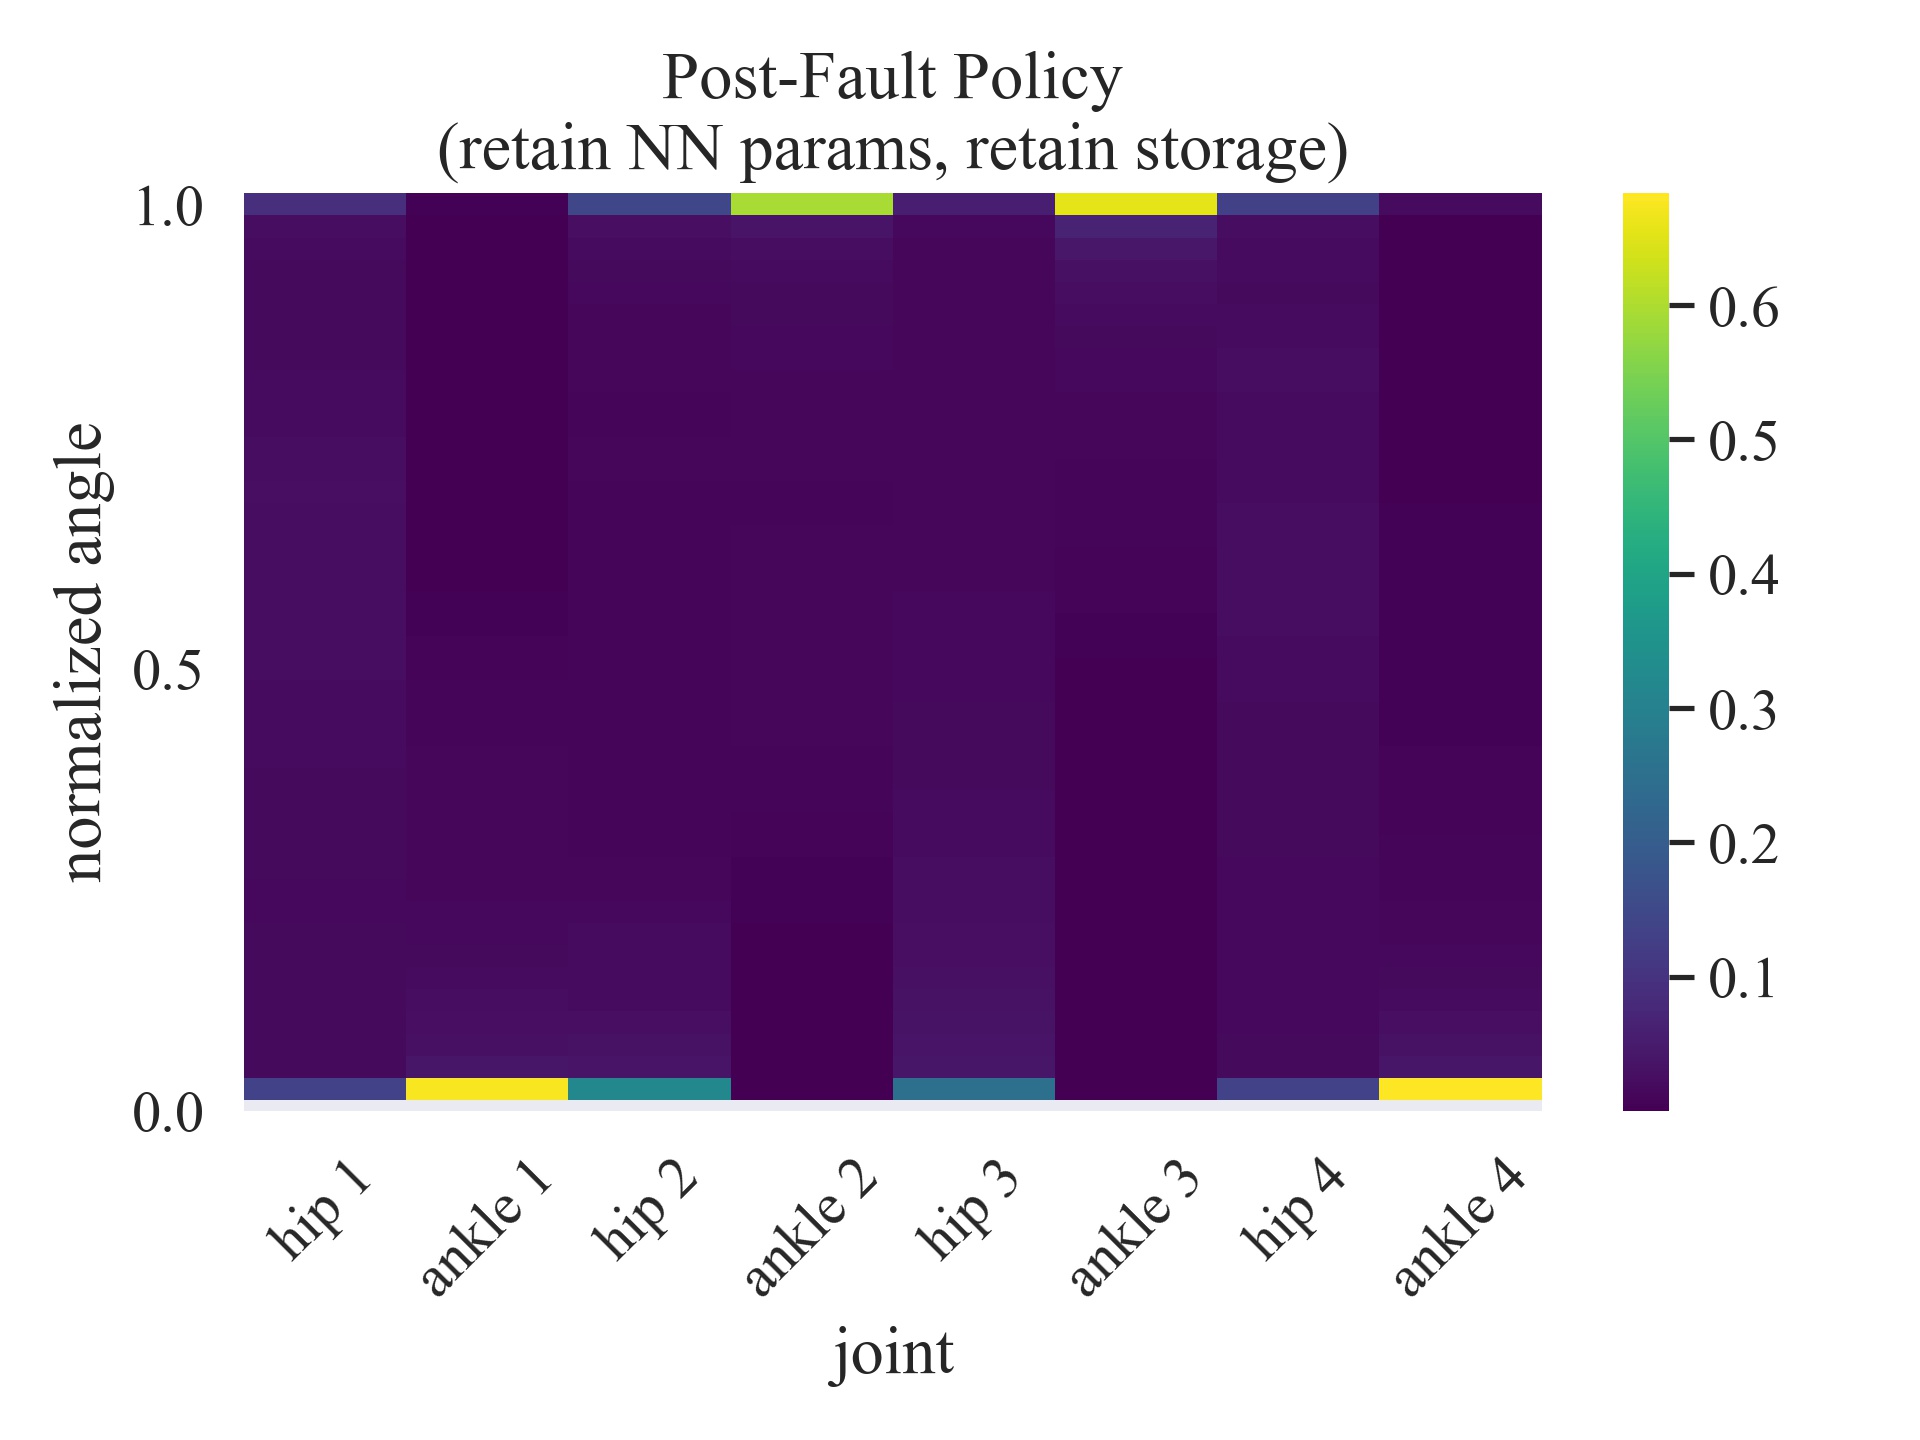 Post-Fault Policy
(retain NN params, retain storage)
1.0
0.5
0.0
normalized angle
hip 1
ankle 1
hip 2
ankle 2
hip 3
ankle 3
hip 4
ankle 4
joint
0.6
0.5
0.4
0.3
0.2
0.1